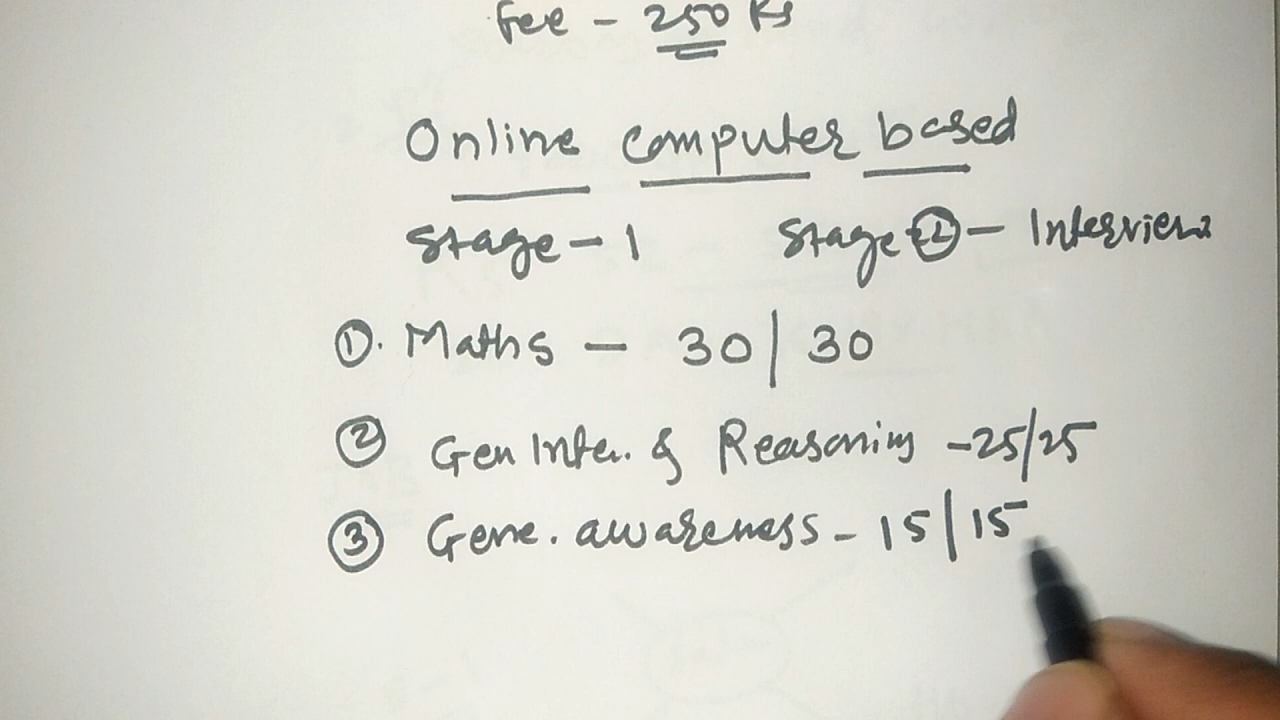 Fee - 250 Rs
Online computer based
Stage - 1 Stage 2 - Interview
1. Maths - 30 | 30
2 Gen Inte. & Reasoning - 25/25
3 Gene. awareness - 15 | 15